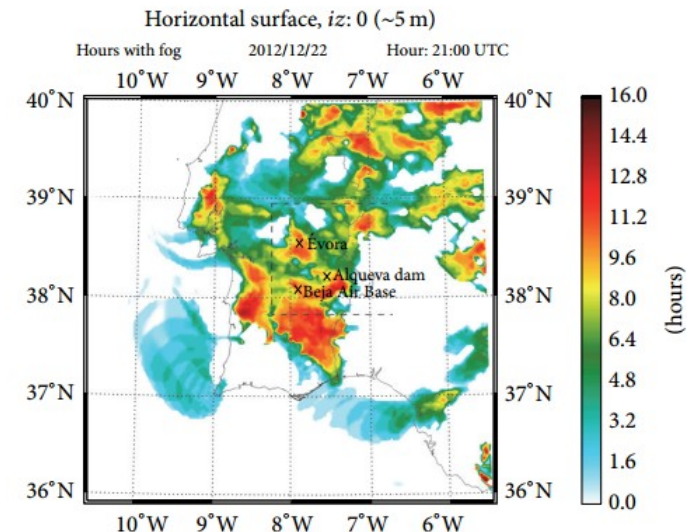 Horizontal surface, iz: 0 (~5 m)
Hours with fog 2012/12/22 Hour: 21:00 UTC
10˚W 9˚W 8˚W 7˚W 6˚W
40˚N 40˚N 16.0
14.4
39˚N 39˚N 12.8
11.2
Évora 9.6
Alqueva dam
38˚N Beja Air Base 38˚N 8.0
6.4
37˚N 37˚N 4.8
3.2
1.6
36˚N 36˚N 0.0
(hours)
10˚W 9˚W 8˚W 7˚W 6˚W